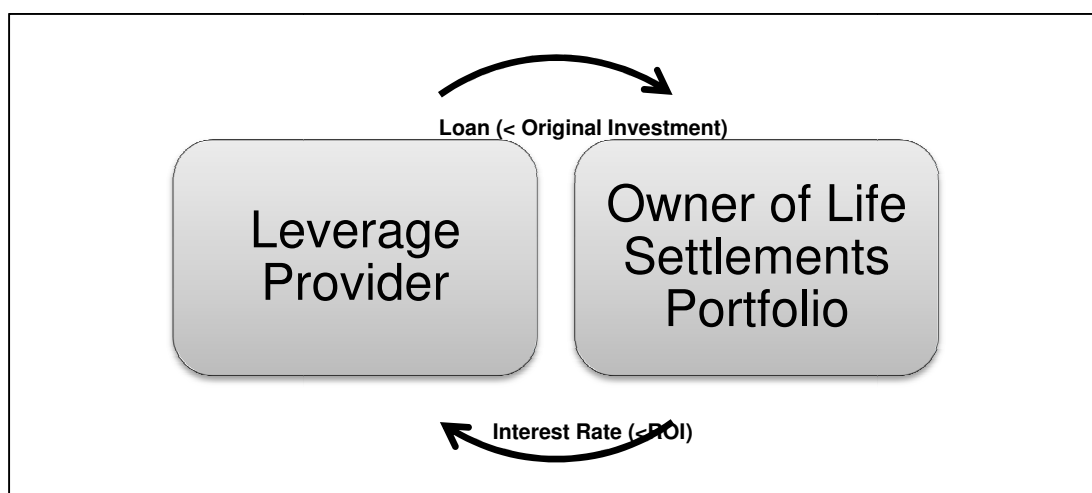 Loan (< Original Investment)
Leverage
Provider
Owner of Life
Settlements
Portfolio
Interest Rate (<ROI)